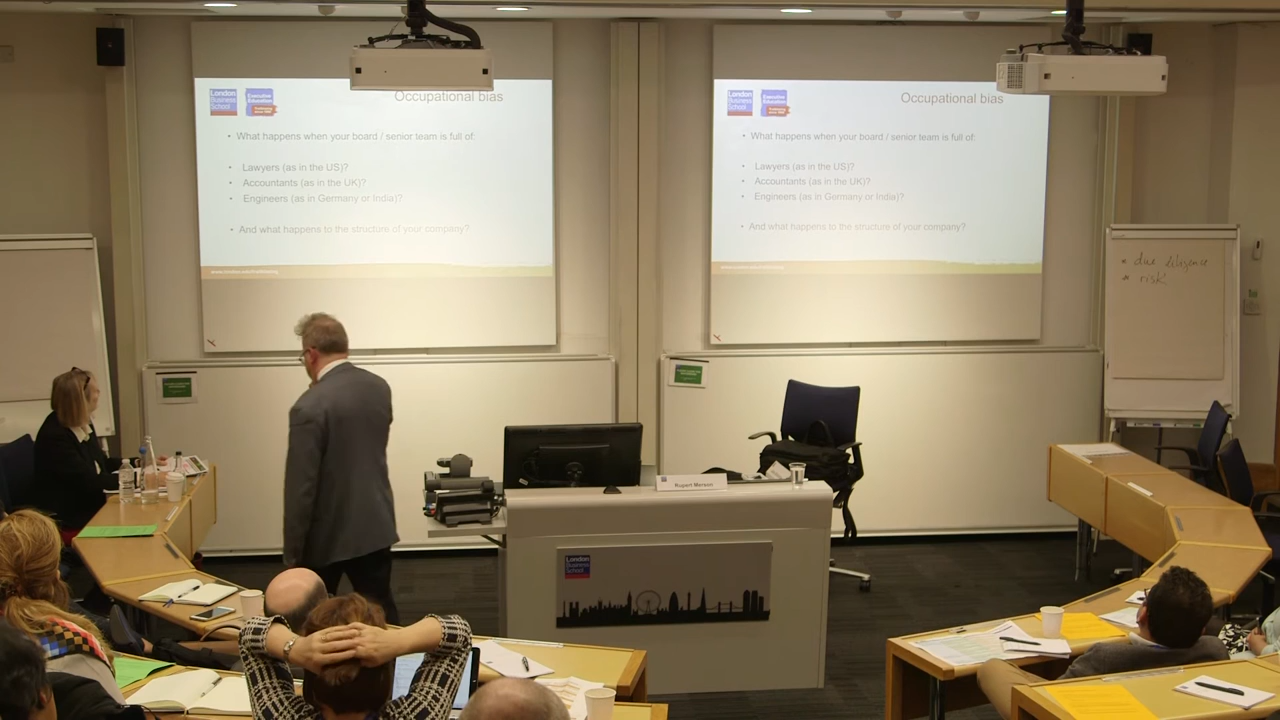 London
Business
School
Executive
Education
Occupational bias
• What happens when your board / senior team is full of:
• Lawyers (as in the US)?
• Accountants (as in the UK)?
• Engineers (as in Germany or India)?
• And what happens to the structure of your company?
London
Business
School
Executive
Education
Occupational bias
• What happens when your board / senior team is full of:
• Lawyers (as in the US)?
• Accountants (as in the UK)?
• Engineers (as in Germany or India)?
• And what happens to the structure of your company?
* due diligence
* risk
Rupert Merson
London
Business
School